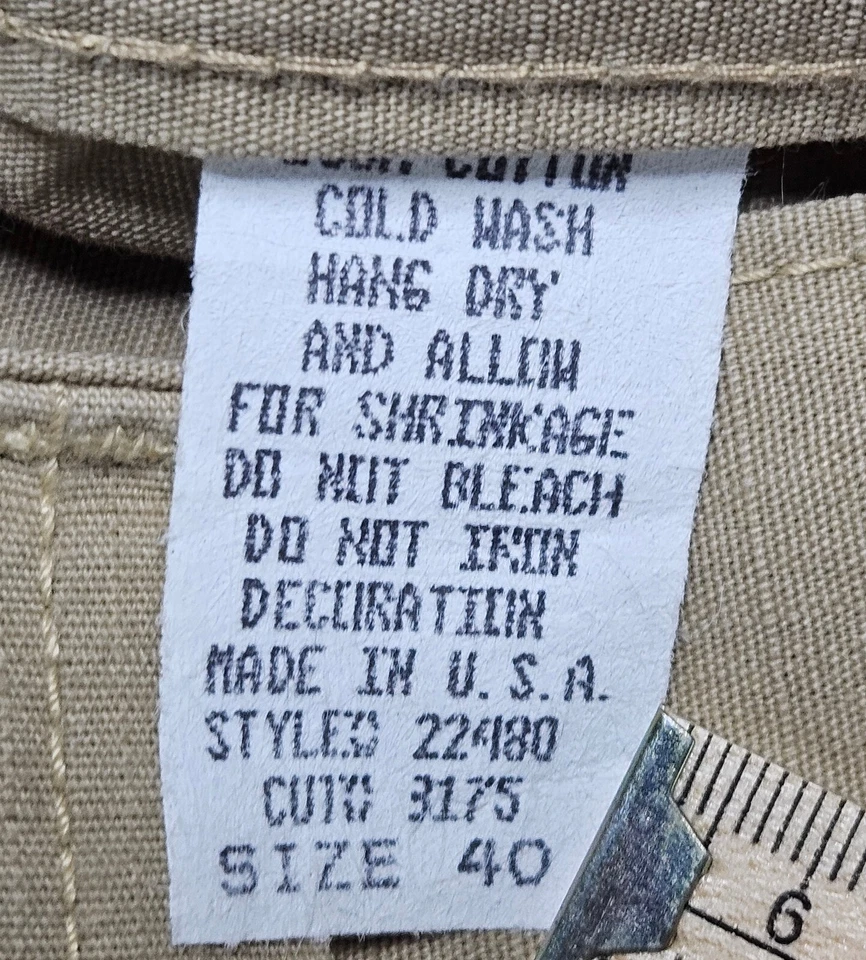 COTTON
COLD WASH
HANG DRY
AND ALLOW
FOR SHRINKAGE
DO NOT BLEACH
DO NOT IRON
DECORATION
MADE IN U.S.A.
STYLE# 22480
CUT# 3175
SIZE 40
6